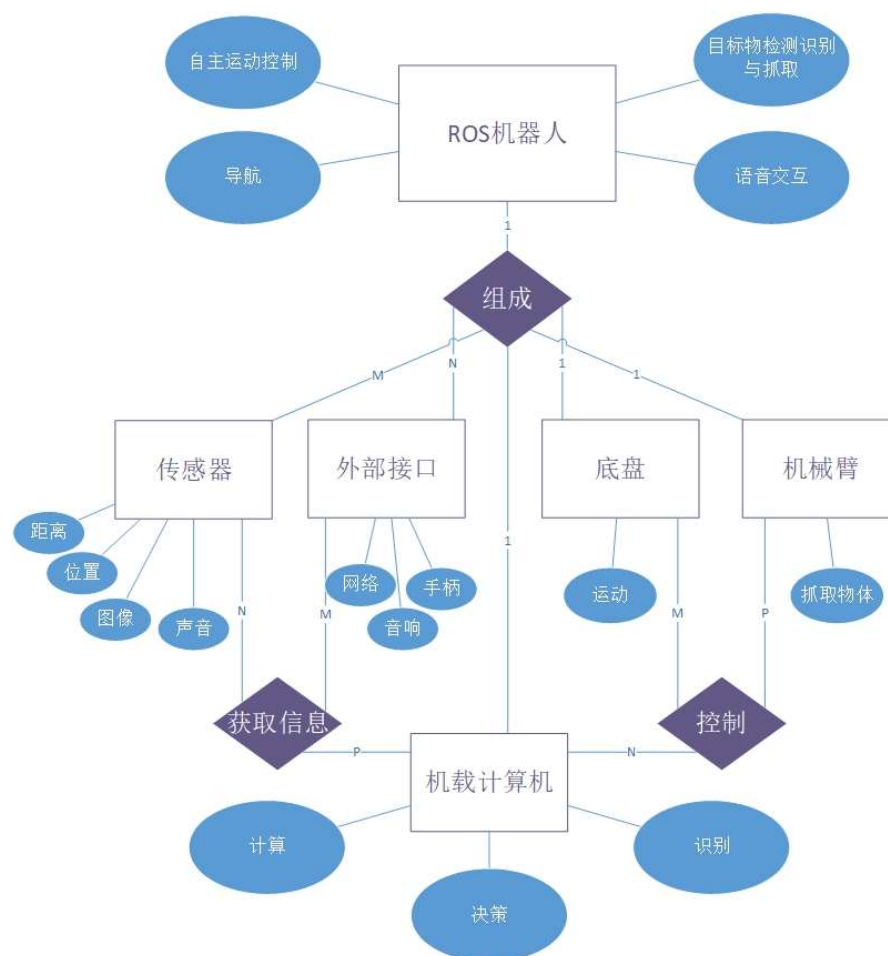 自主运动控制
目标物检测识别
与抓取
ROS机器人
导航
语音交互
1
组成
M
N
1
1
传感器
外部接口
底盘
机械臂
距离
位置
图像
声音
网络
手柄
音响
运动
抓取物体
1
N
M
M
P
获取信息
控制
P
N
机载计算机
计算
识别
决策